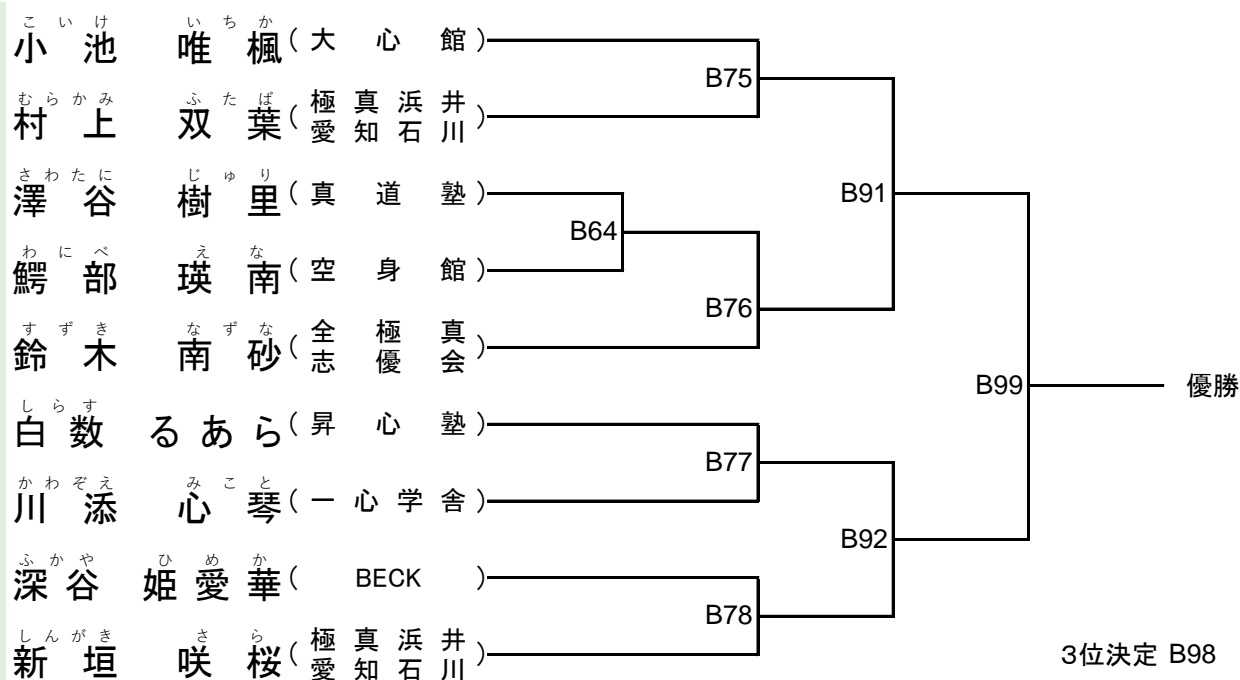 こいけ いちか
小池 唯楓(大心館)
B75
むらかみ ふたば
村上 双葉(極真浜井愛知石川)
さわたに じゅり
澤谷 樹里(真道塾)
B91
B64
わにべ えな
鰐部 瑛南(空身館)
B76
すずき なずな
鈴木 南砂(全極真志優会)
B99 優勝
しらす
白数 るあら(昇心塾)
B77
かわぞえ みこと
川添 心琴(一心学舎)
B92
ふかや ひめか
深谷 姫愛華(BECK)
B78
しんがき さら
新垣 咲桜(極真浜井愛知石川)
3位決定 B98